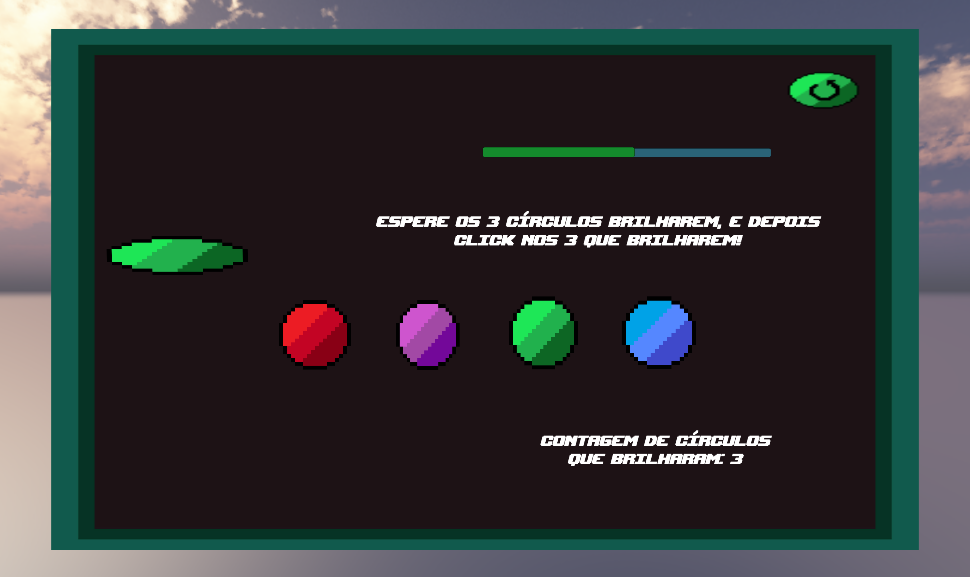 ESPERE OS 3 CÍRCULOS BRILHAREM, E DEPOIS
CLICK NOS 3 QUE BRILHAREM!
CONTAGEM DE CÍRCULOS
QUE BRILHARAM: 3